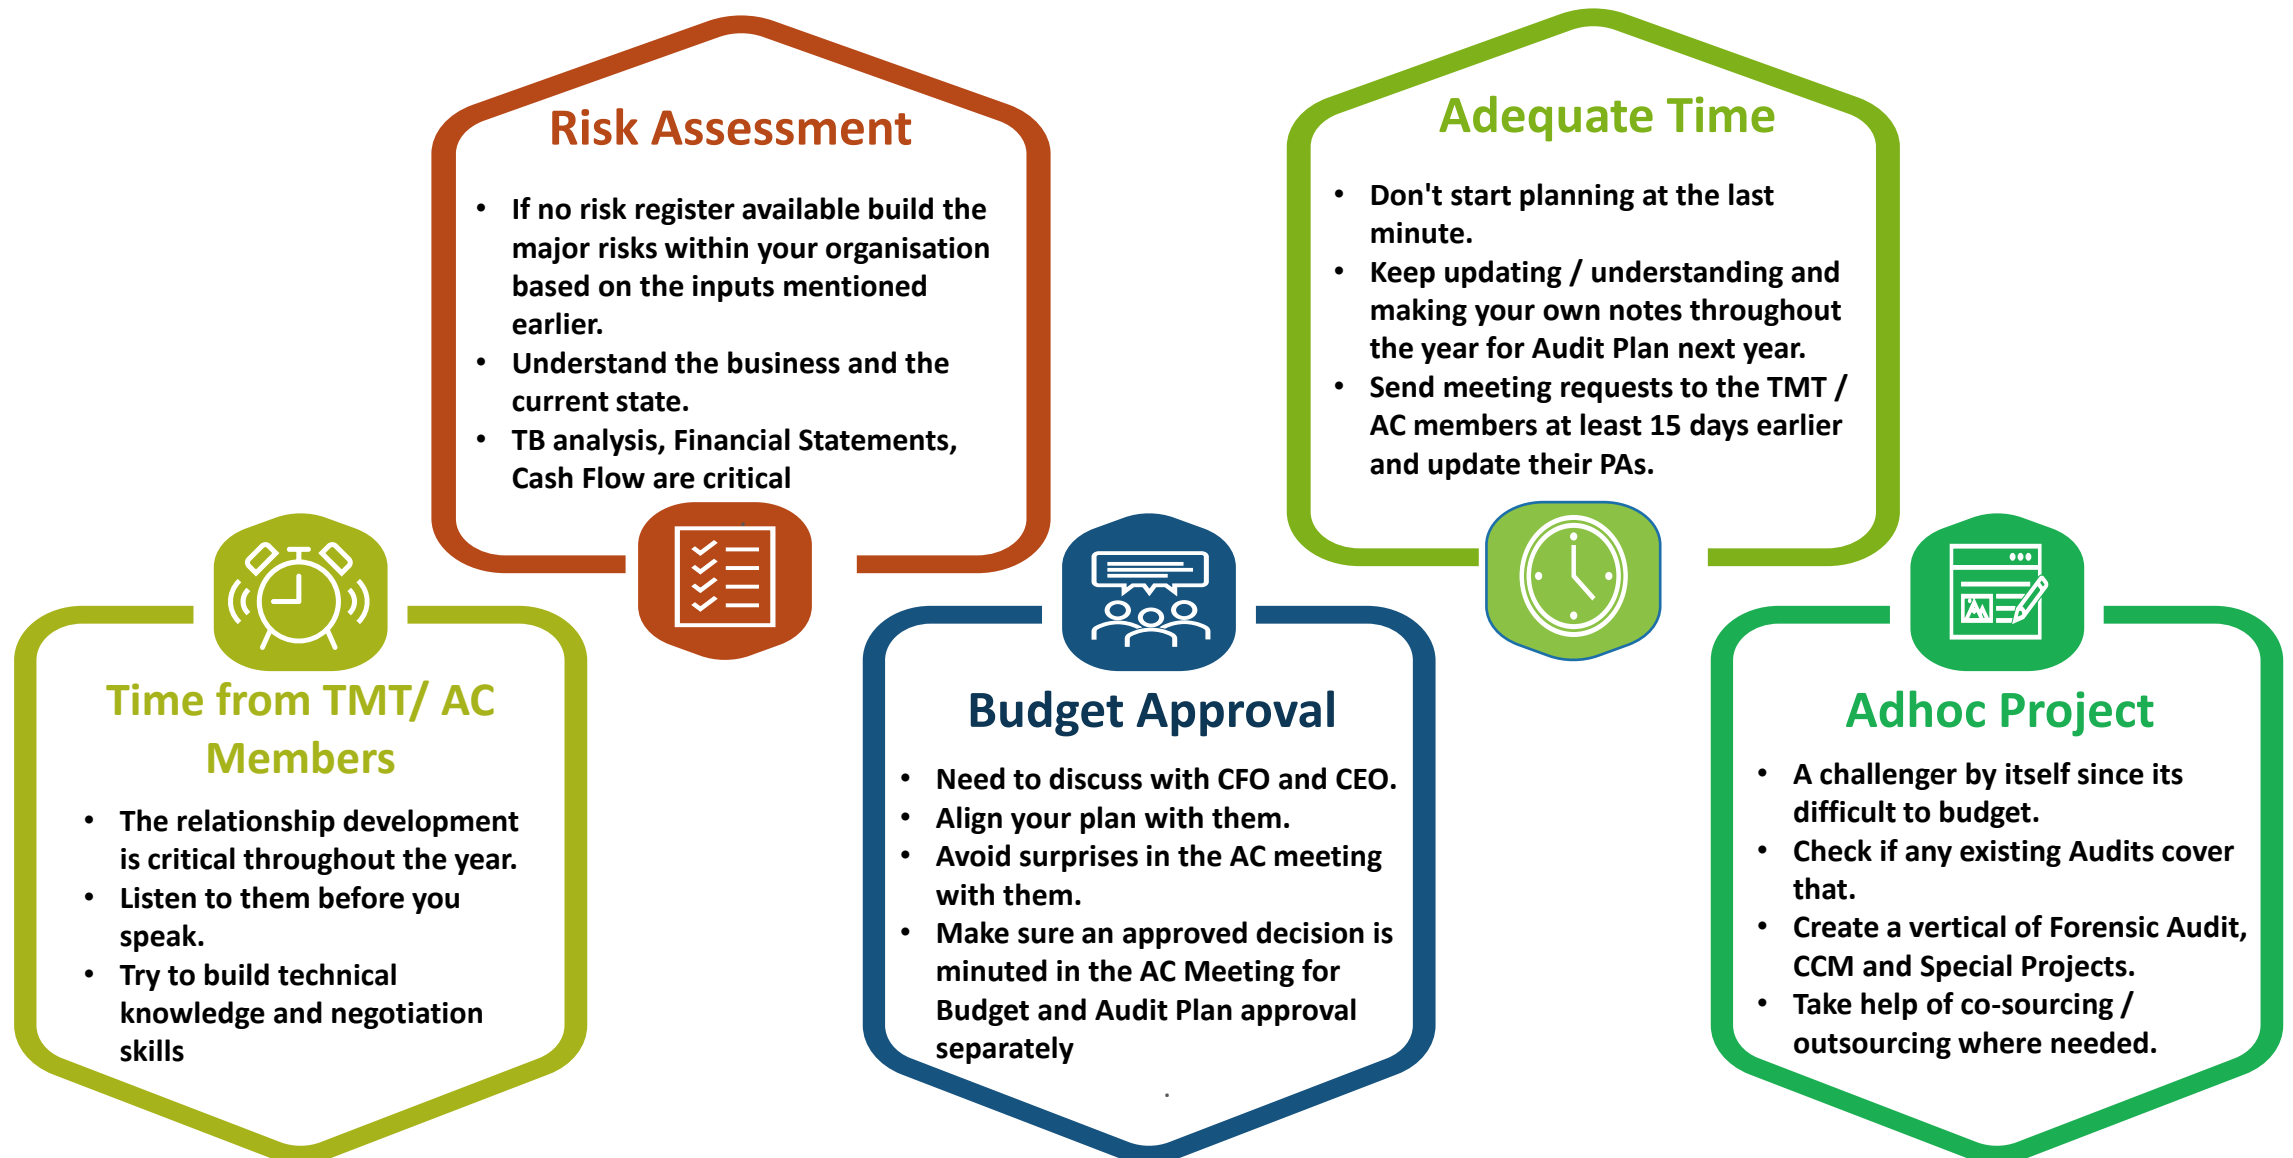 Risk Assessment
• If no risk register available build the
major risks within your organisation
based on the inputs mentioned
earlier.
• Understand the business and the
current state.
• TB analysis, Financial Statements,
Cash Flow are critical
Adequate Time
• Don't start planning at the last
minute.
• Keep updating / understanding and
making your own notes throughout
the year for Audit Plan next year.
• Send meeting requests to the TMT /
AC members at least 15 days earlier
and update their PAs.
Time from TMT/ AC
Members
• The relationship development
is critical throughout the year.
• Listen to them before you
speak.
• Try to build technical
knowledge and negotiation
skills
Budget Approval
• Need to discuss with CFO and CEO.
• Align your plan with them.
• Avoid surprises in the AC meeting
with them.
• Make sure an approved decision is
minuted in the AC Meeting for
Budget and Audit Plan approval
separately
.
Adhoc Project
• A challenger by itself since its
difficult to budget.
• Check if any existing Audits cover
that.
• Create a vertical of Forensic Audit,
CCM and Special Projects.
• Take help of co-sourcing /
outsourcing where needed.